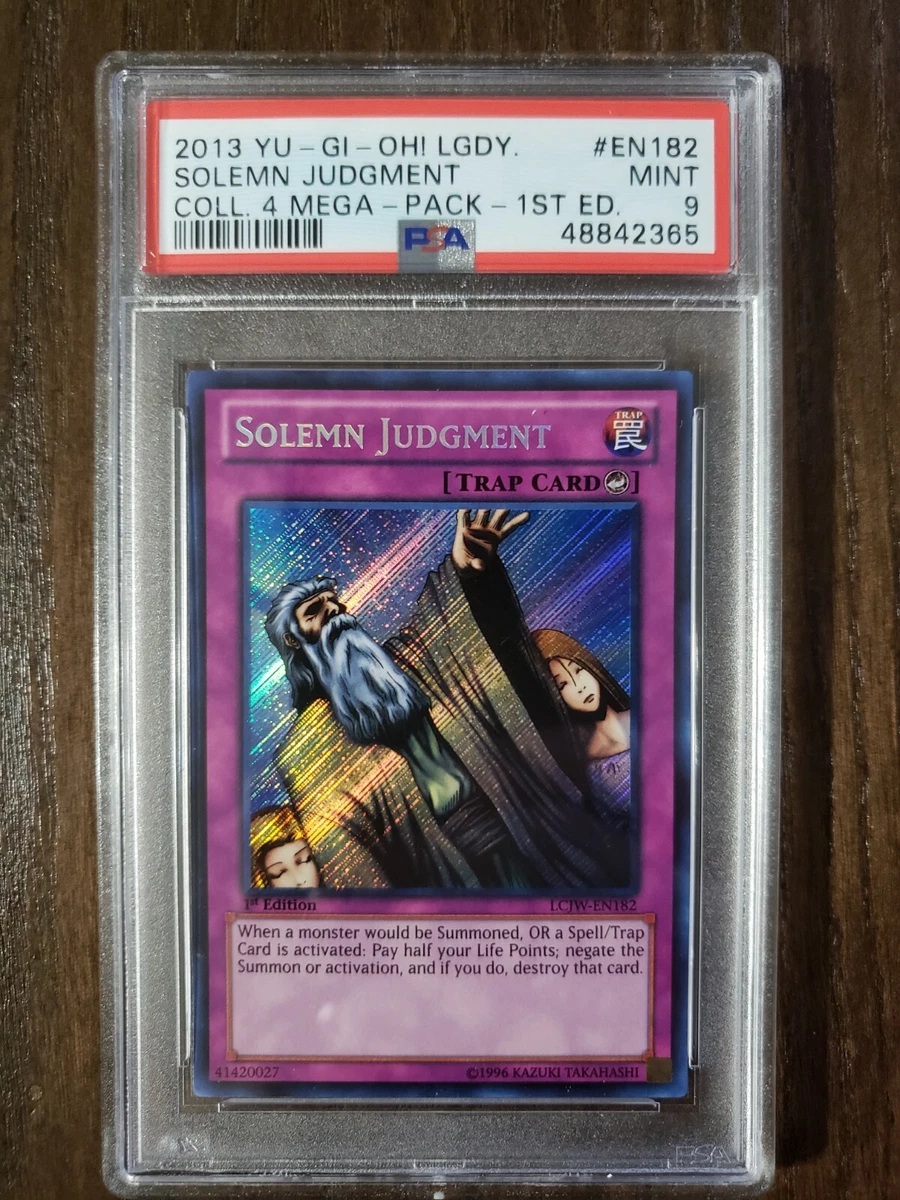 2013 YU-GI-OH! LGDY. #EN182
SOLEMN JUDGMENT MINT
COLL. 4 MEGA-PACK-1ST ED. 9
PSA 48842365
SOLEMN JUDGMENT
TRAP
罠
[TRAP CARD]
1st Edition LCJW-EN182
When a monster would be Summoned, OR a Spell/Trap
Card is activated: Pay half your Life Points; negate the
Summon or activation, and if you do, destroy that card.
41420027 ©1996 KAZUKI TAKAHASHI
PSA